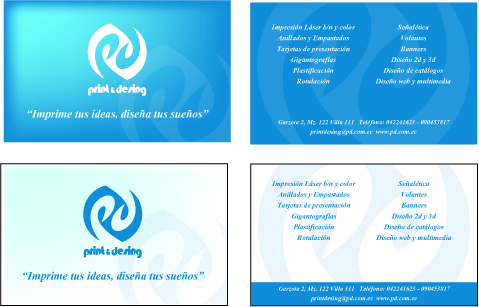 print & desing
“Imprime tus ideas, diseña tus sueños”
Impresión Láser b/n y color
Anillados y Empastados
Tarjetas de presentación
Gigantografías
Plastificación
Rotulación
Señalética
Volantes
Banners
Diseño 2d y 3d
Diseño de catálogos
Diseño web y multimedia
Garzota 2, Mz. 122 Villa 111 Teléfono: 042241623 - 090453817
printdesing@pd.com.ec www.pd.com.ec
print & desing
“Imprime tus ideas, diseña tus sueños”
Impresión Láser b/n y color
Anillados y Empastados
Tarjetas de presentación
Gigantografías
Plastificación
Rotulación
Señalética
Volantes
Banners
Diseño 2d y 3d
Diseño de catálogos
Diseño web y multimedia
Garzota 2, Mz. 122 Villa 111 Teléfono: 042241623 - 090453817
printdesing@pd.com.ec www.pd.com.ec